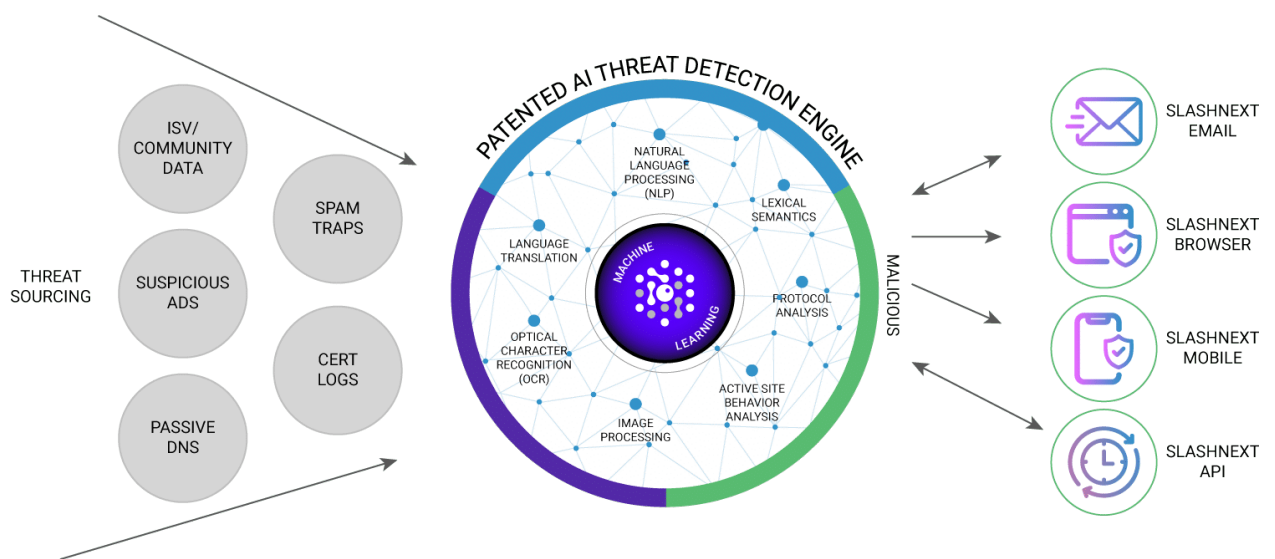 THREAT
SOURCING
ISV/
COMMUNITY
DATA
SPAM
TRAPS
SUSPICIOUS
ADS
CERT
LOGS
PASSIVE
DNS
PATENTED AI THREAT DETECTION ENGINE
NATURAL
LANGUAGE
PROCESSING
(NLP)
LEXICAL
SEMANTICS
LANGUAGE
TRANSLATION
MACHINE
LEARNING
PROTOCOL
ANALYSIS
OPTICAL
CHARACTER
RECOGNITION
(OCR)
ACTIVE SITE
BEHAVIOR
ANALYSIS
IMAGE
PROCESSING
MALICIOUS
SLASHNEXT
EMAIL
SLASHNEXT
BROWSER
SLASHNEXT
MOBILE
SLASHNEXT
API